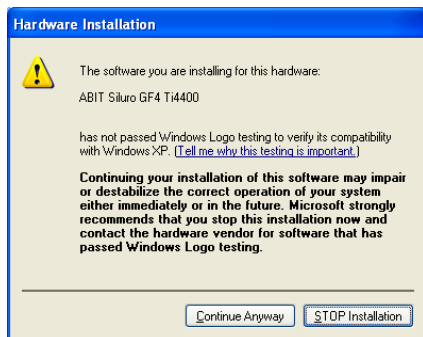 Hardware Installation
The software you are installing for this hardware:
ABIT Siluro GF4 Ti4400
has not passed Windows Logo testing to verify its compatibility
with Windows XP. (Tell me why this testing is important.)
Continuing your installation of this software may impair
or destabilize the correct operation of your system
either immediately or in the future. Microsoft strongly
recommends that you stop this installation now and
contact the hardware vendor for software that has
passed Windows Logo testing.
Continue Anyway
STOP Installation